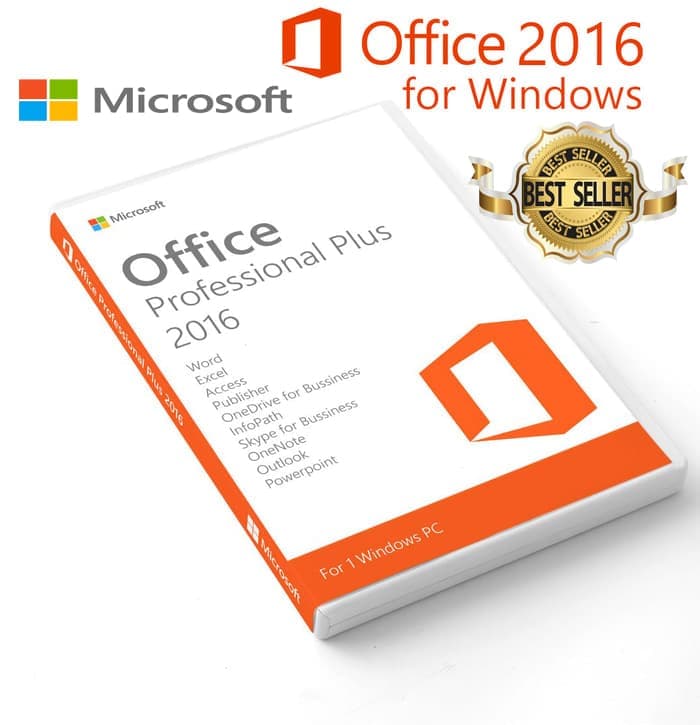 Office 2016
for Windows
Microsoft
BEST SELLER
BEST SELLER
BEST SELLER
Microsoft
Office
Professional Plus
2016
Word
Excel
Access
Publisher
OneDrive for Bussiness
InfoPath
Skype for Bussiness
OneNote
Outlook
Powerpoint
For 1 Windows PC
Office Professional Plus 2016
Microsoft